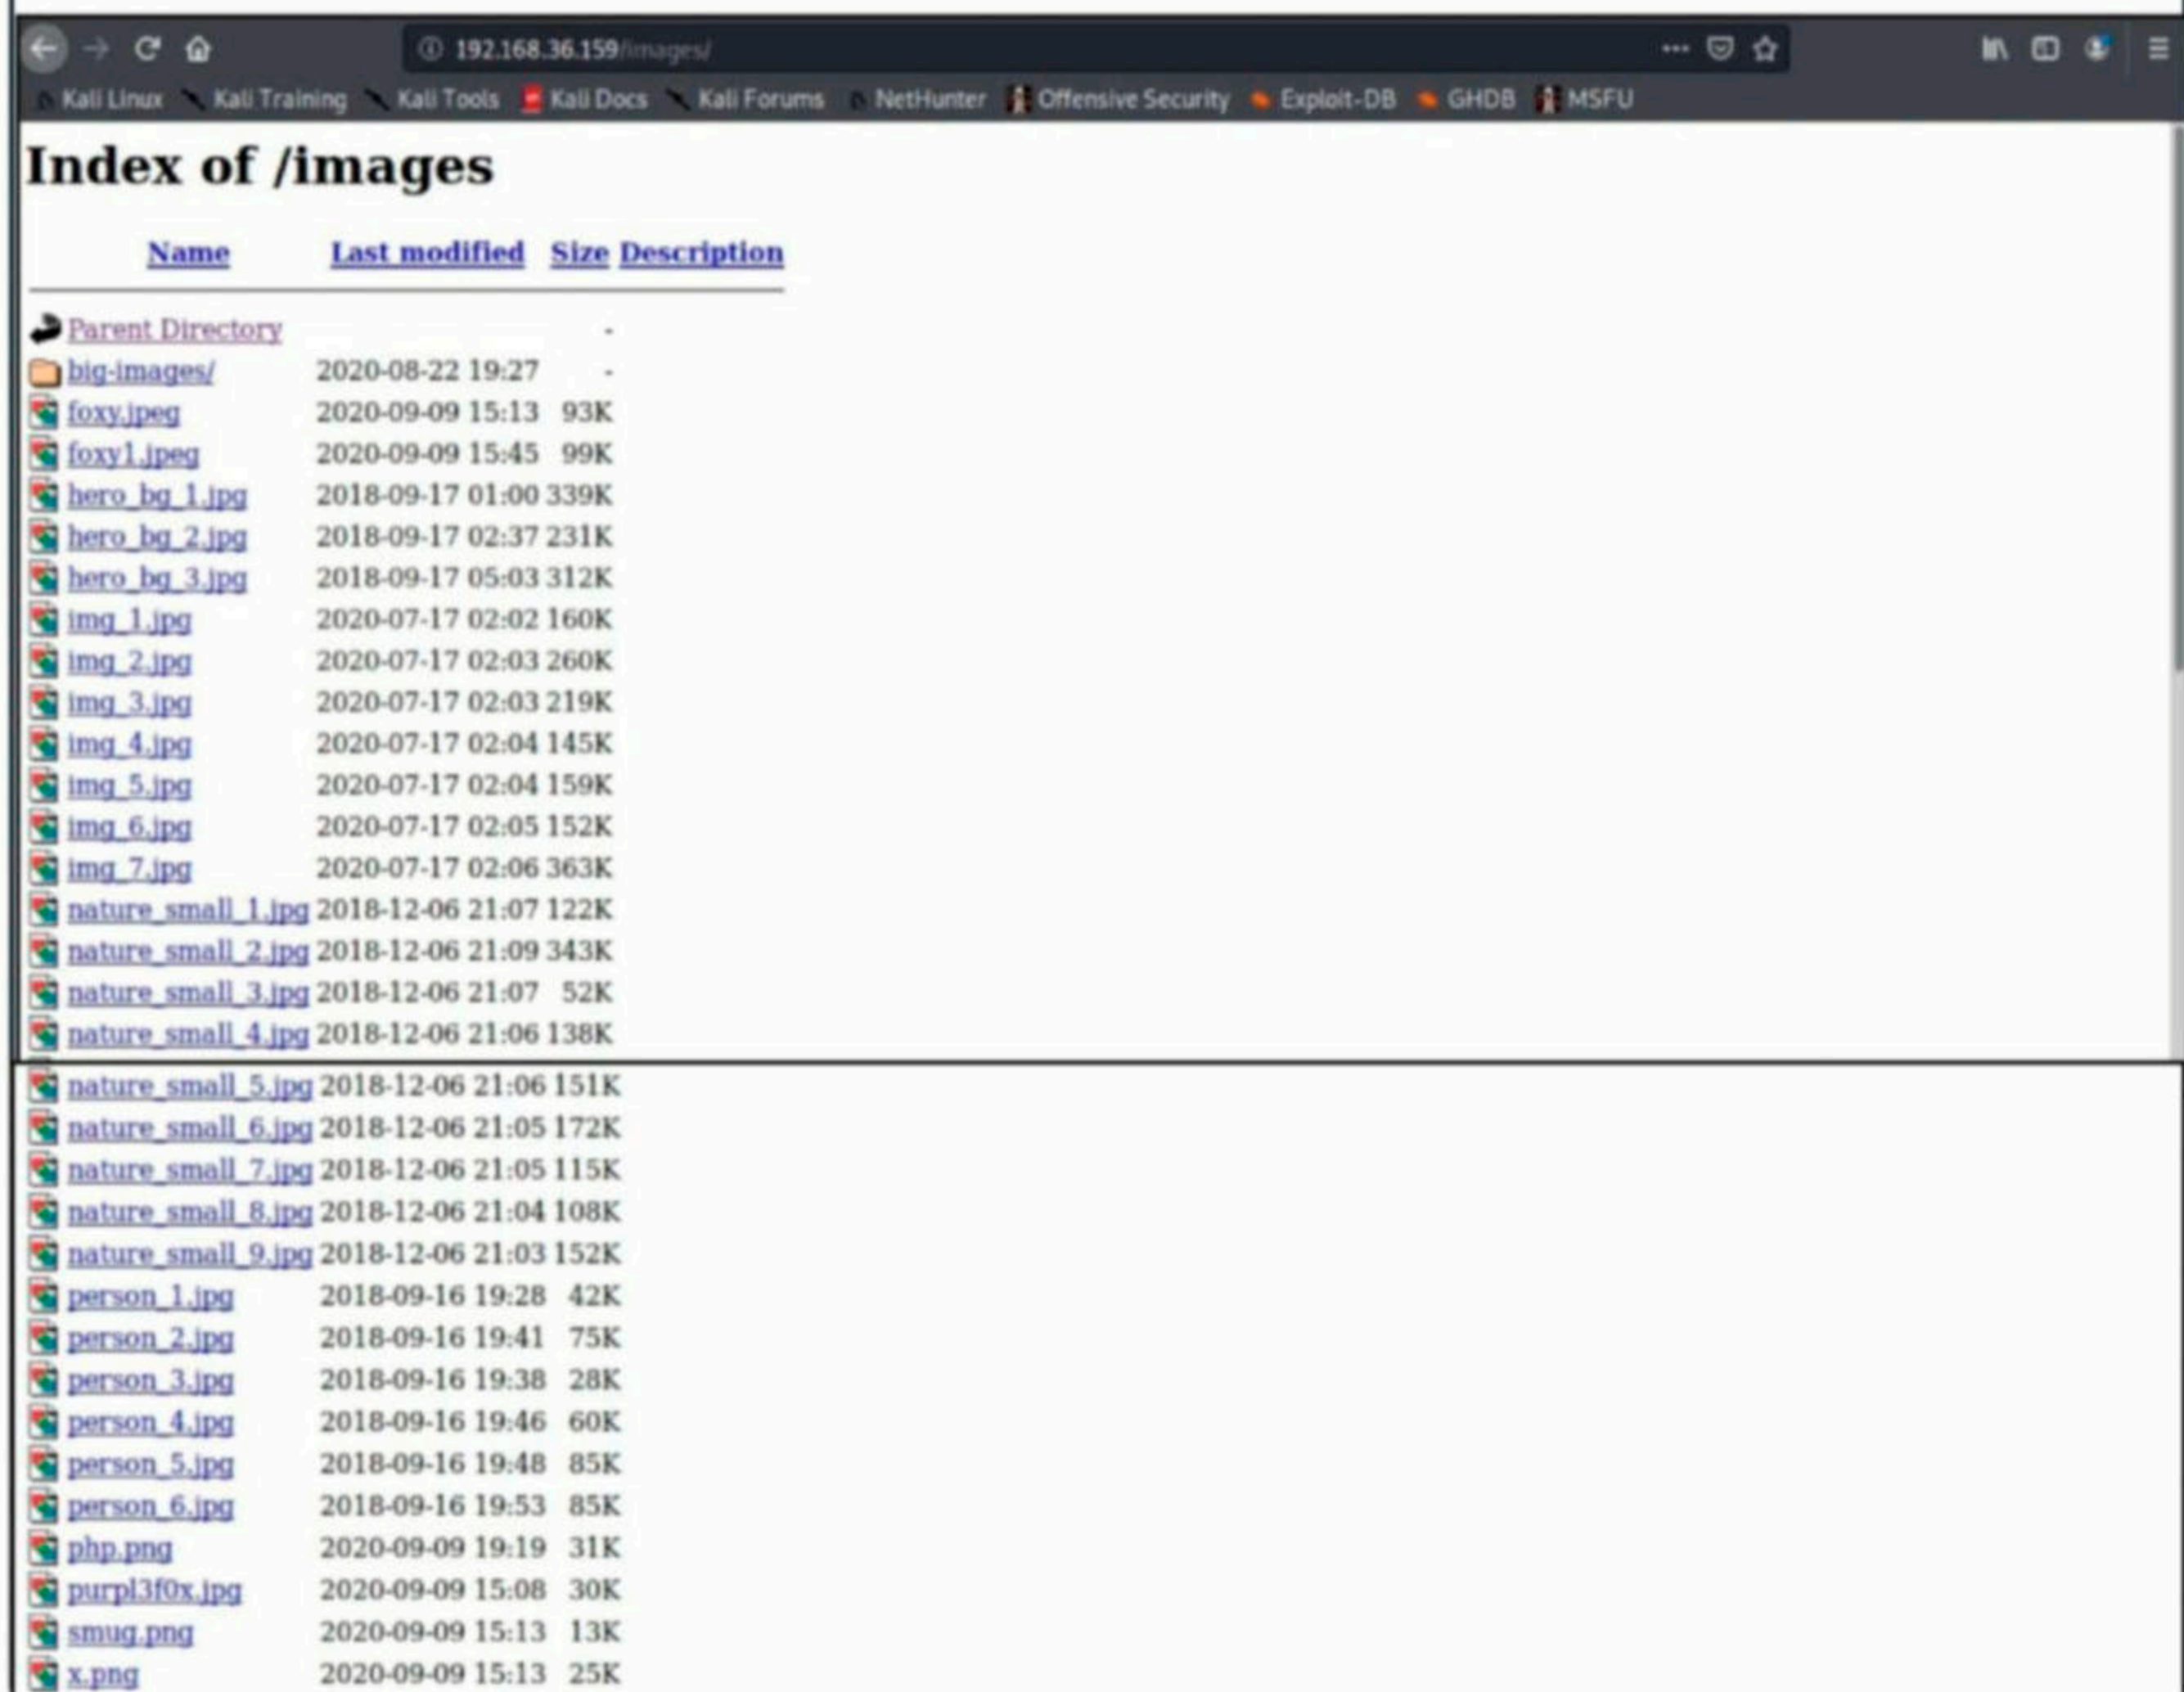 192.168.36.159/images/
Kali Linux Kali Training Kali Tools Kali Docs Kali Forums NetHunter Offensive Security Exploit-DB GHDB MSFU
Index of /images
Name Last modified Size Description
Parent Directory -
big-images/ 2020-08-22 19:27 -
foxy.jpeg 2020-09-09 15:13 93K
foxy1.jpeg 2020-09-09 15:45 99K
hero_bg_1.jpg 2018-09-17 01:00 339K
hero_bg_2.jpg 2018-09-17 02:37 231K
hero_bg_3.jpg 2018-09-17 05:03 312K
img_1.jpg 2020-07-17 02:02 160K
img_2.jpg 2020-07-17 02:03 260K
img_3.jpg 2020-07-17 02:03 219K
img_4.jpg 2020-07-17 02:04 145K
img_5.jpg 2020-07-17 02:04 159K
img_6.jpg 2020-07-17 02:05 152K
img_7.jpg 2020-07-17 02:06 363K
nature_small_1.jpg 2018-12-06 21:07 122K
nature_small_2.jpg 2018-12-06 21:09 343K
nature_small_3.jpg 2018-12-06 21:07 52K
nature_small_4.jpg 2018-12-06 21:06 138K
nature_small_5.jpg 2018-12-06 21:06 151K
nature_small_6.jpg 2018-12-06 21:05 172K
nature_small_7.jpg 2018-12-06 21:05 115K
nature_small_8.jpg 2018-12-06 21:04 108K
nature_small_9.jpg 2018-12-06 21:03 152K
person_1.jpg 2018-09-16 19:28 42K
person_2.jpg 2018-09-16 19:41 75K
person_3.jpg 2018-09-16 19:38 28K
person_4.jpg 2018-09-16 19:46 60K
person_5.jpg 2018-09-16 19:48 85K
person_6.jpg 2018-09-16 19:53 85K
php.png 2020-09-09 19:19 31K
purpl3f0x.jpg 2020-09-09 15:08 30K
smug.png 2020-09-09 15:13 13K
x.png 2020-09-09 15:13 25K